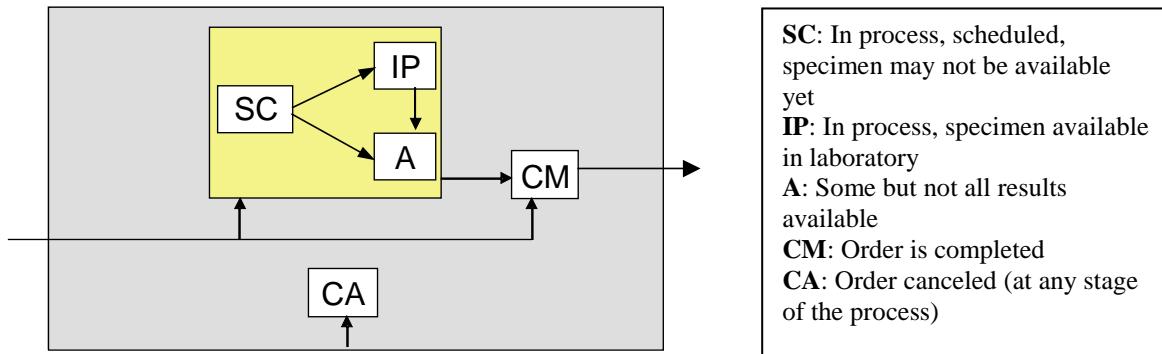 SC
IP
A
CM
CA
SC: In process, scheduled,
specimen may not be available
yet
IP: In process, specimen available
in laboratory
A: Some but not all results
available
CM: Order is completed
CA: Order canceled (at any stage
of the process)